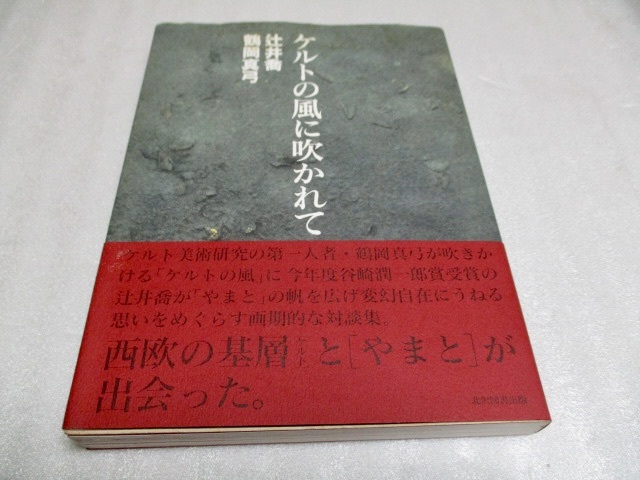 ケルトの風に吹かれて
辻井喬
鶴岡真弓
ケルト美術研究の第一人者・鶴岡真弓が吹きか
ける「ケルトの風」に今年度谷崎潤一郎賞受賞の
辻井喬が「やまと」の帆を広げ変幻自在にうねる
思いをめぐらす画期的な対談集。
西欧の基層ケルトと[やまと]が
出会った。